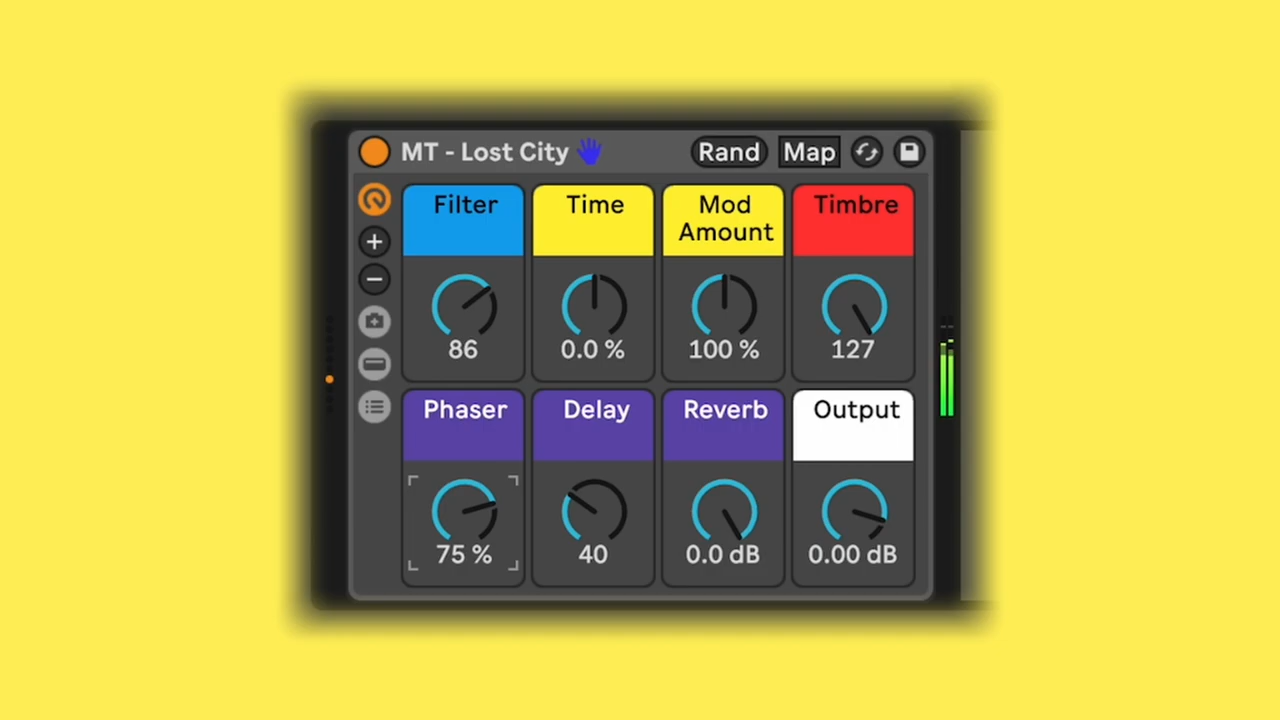 MT - Lost City
Rand
Map
Filter
Time
Mod
Amount
Timbre
86
0.0 %
100 %
127
Phaser
Delay
Reverb
Output
75 %
40
0.0 dB
0.00 dB